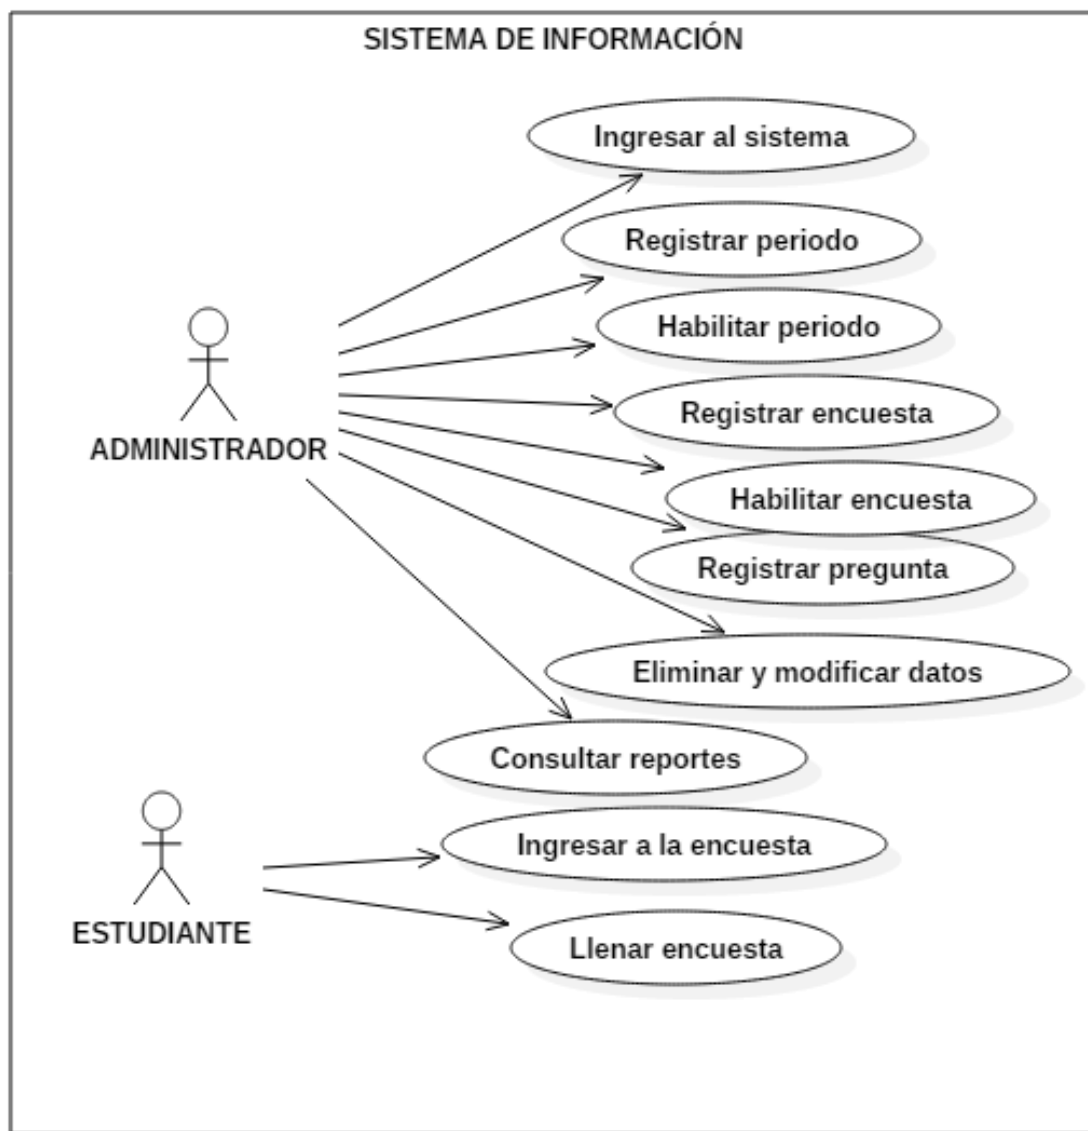 SISTEMA DE INFORMACIÓN
Ingresar al sistema
Registrar periodo
Habilitar periodo
Registrar encuesta
ADMINISTRADOR
Habilitar encuesta
Registrar pregunta
Eliminar y modificar datos
Consultar reportes
Ingresar a la encuesta
ESTUDIANTE
Llenar encuesta